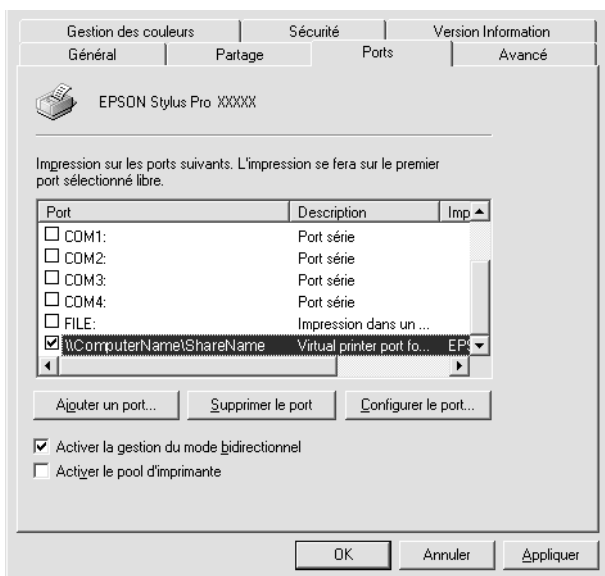 Gestion des couleurs Sécurité Version Information
Général Partage Ports Avancé
EPSON Stylus Pro XXXXX
Impression sur les ports suivants. L'impression se fera sur le premier
port sélectionné libre.
Port Description Imp
COM1: Port série
COM2: Port série
COM3: Port série
COM4: Port série
FILE: Impression dans un ...
\\ComputerName\ShareName Virtual printer port fo... EPS
Ajouter un port... Supprimer le port Configurer le port...
Activer la gestion du mode bidirectionnel
Activer le pool d'imprimante
OK Annuler Appliquer